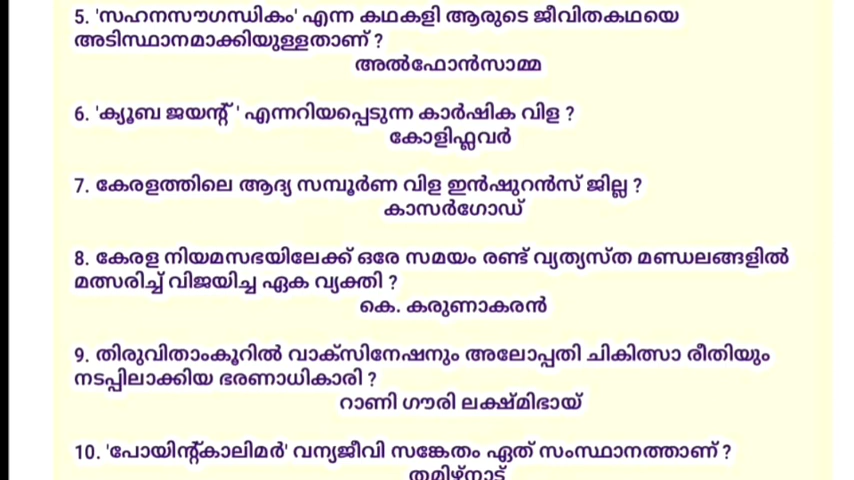 5. 'സഹനസൗഗന്ധികം' എന്ന കഥകളി ആരുടെ ജീവിതകഥയെ
അടിസ്ഥാനമാക്കിയുള്ളതാണ് ?
അൽഫോൻസാമ്മ
6. 'ക്യൂബ ജയന്റ് ' എന്നറിയപ്പെടുന്ന കാർഷിക വിള ?
കോളിഫ്ലവർ
7. കേരളത്തിലെ ആദ്യ സമ്പൂർണ വിള ഇൻഷുറൻസ് ജില്ല ?
കാസർഗോഡ്
8. കേരള നിയമസഭയിലേക്ക് ഒരേ സമയം രണ്ട് വ്യത്യസ്ത മണ്ഡലങ്ങളിൽ
മത്സരിച്ച് വിജയിച്ച ഏക വ്യക്തി ?
കെ. കരുണാകരൻ
9. തിരുവിതാംകൂറിൽ വാക്സിനേഷനും അലോപ്പതി ചികിത്സാ രീതിയും
നടപ്പിലാക്കിയ ഭരണാധികാരി ?
റാണി ഗൗരി ലക്ഷ്മിഭായ്
10. 'പോയിന്റ്കാലിമർ' വന്യജീവി സങ്കേതം ഏത് സംസ്ഥാനത്താണ് ?
തമിഴ്നാട്